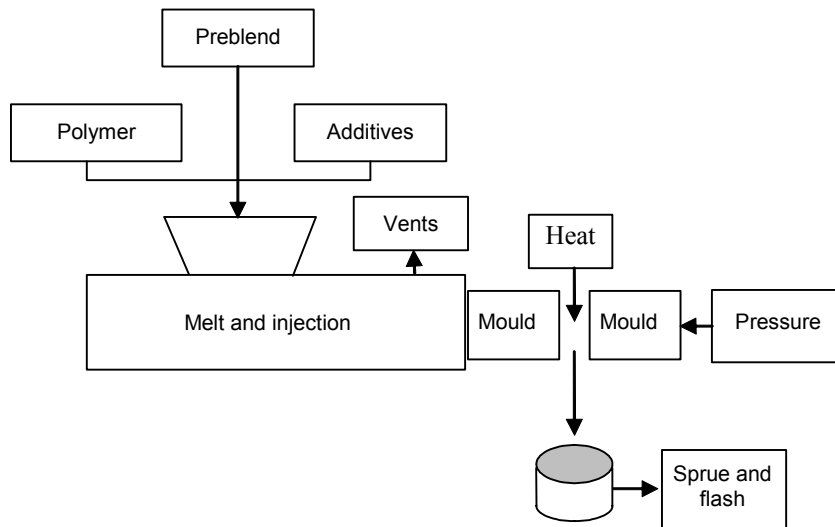 Preblend
Polymer
Additives
Vents
Heat
Melt and injection
Mould
Mould
Pressure
Sprue and
flash